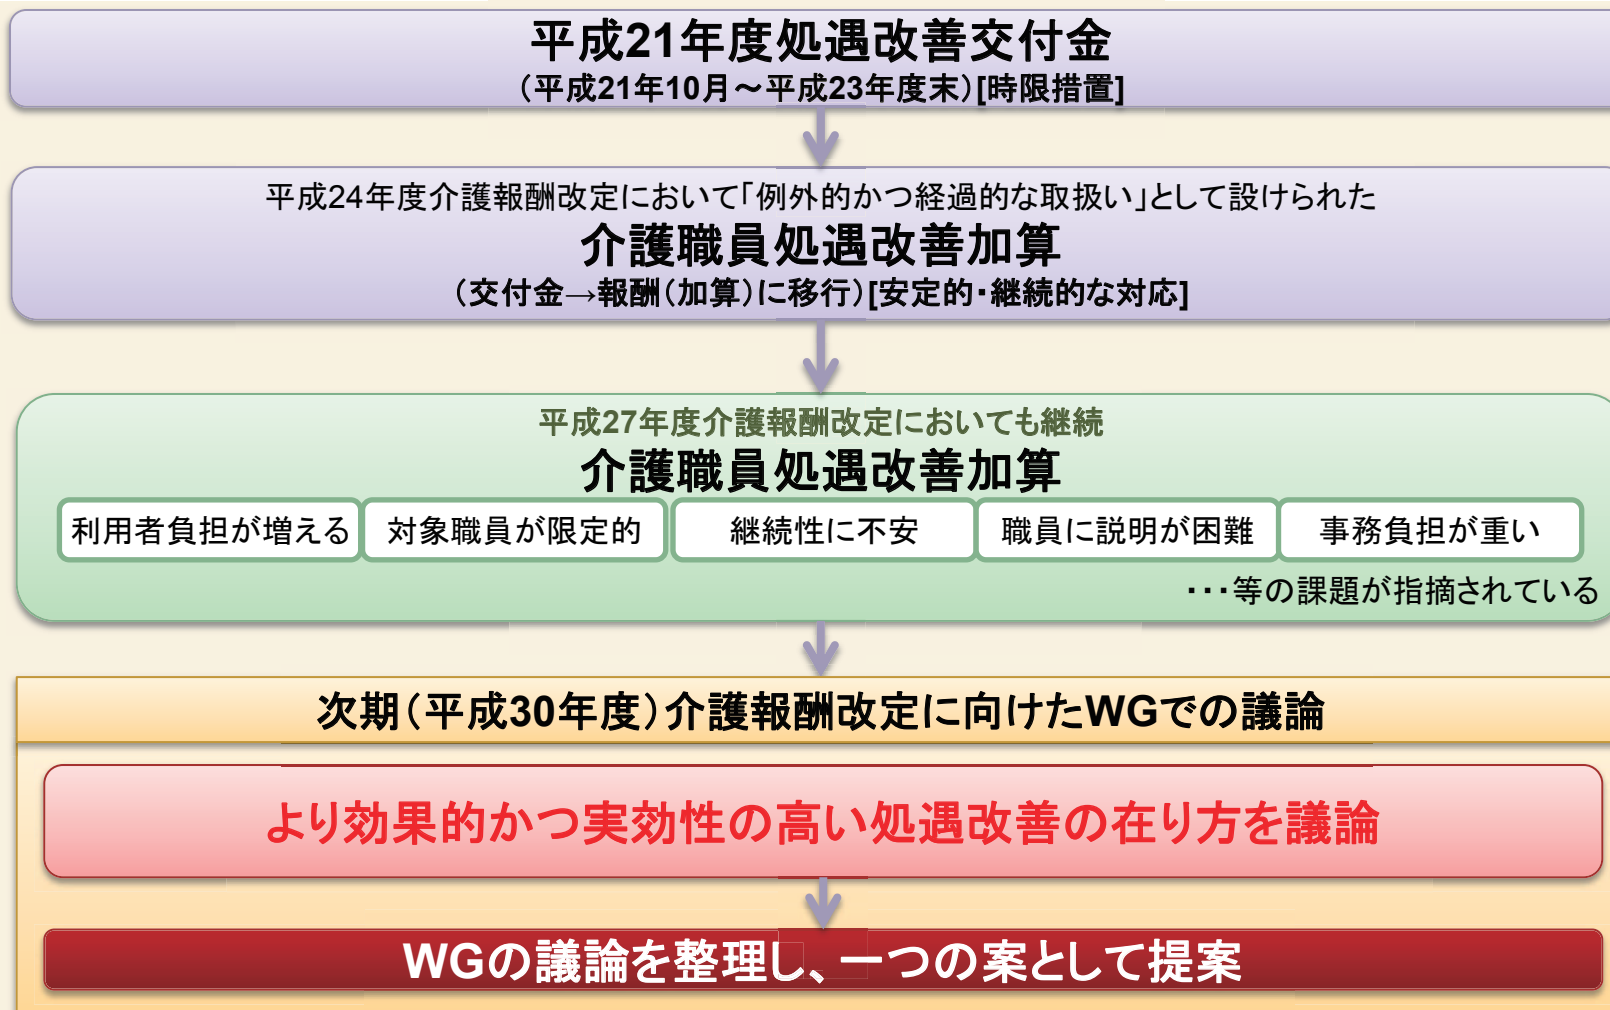 平成21年度処遇改善交付金
（平成21年10月～平成23年度末）[時限措置]
平成24年度介護報酬改定において「例外的かつ経過的な取扱い」として設けられた
介護職員処遇改善加算
（交付金→報酬（加算）に移行）[安定的・継続的な対応]
平成27年度介護報酬改定においても継続
介護職員処遇改善加算
利用者負担が増える 対象職員が限定的 継続性に不安 職員に説明が困難 事務負担が重い
・・・等の課題が指摘されている
次期（平成30年度）介護報酬改定に向けたWGでの議論
より効果的かつ実効性の高い処遇改善の在り方を議論
WGの議論を整理し、一つの案として提案